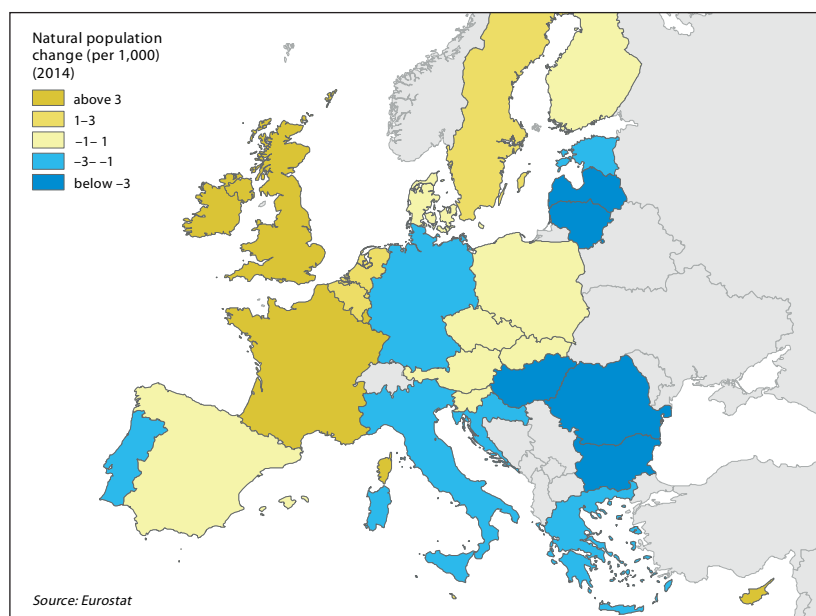 Natural population
change (per 1,000)
(2014)
above 3
1–3
–1– 1
–3– –1
below –3
Source: Eurostat